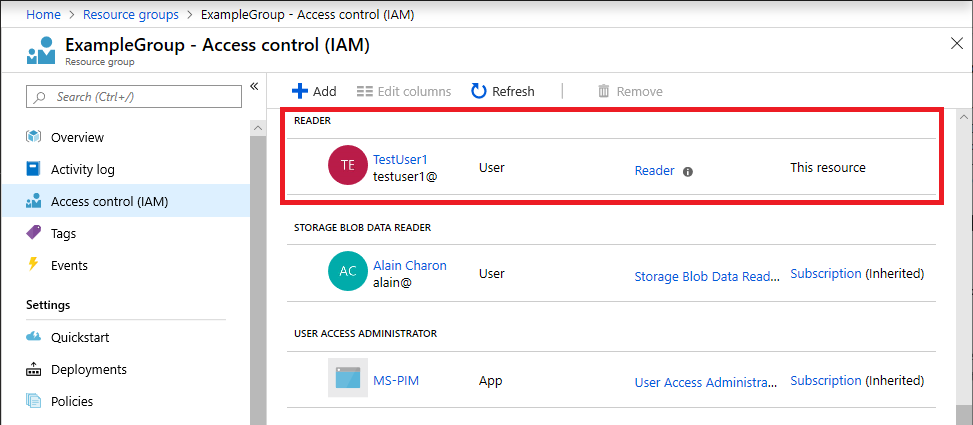 Home > Resource groups > ExampleGroup - Access control (IAM)
ExampleGroup - Access control (IAM)
Resource group
Search (Ctrl+/)
Overview
Activity log
Access control (IAM)
Tags
Events
Settings
Quickstart
Deployments
Policies
Add Edit columns Refresh Remove
READER
TE TestUser1 User Reader This resource
testuser1@
STORAGE BLOB DATA READER
AC Alain Charon User Storage Blob Data Read... Subscription (Inherited)
alain@
USER ACCESS ADMINISTRATOR
MS-PIM App User Access Administra... Subscription (Inherited)